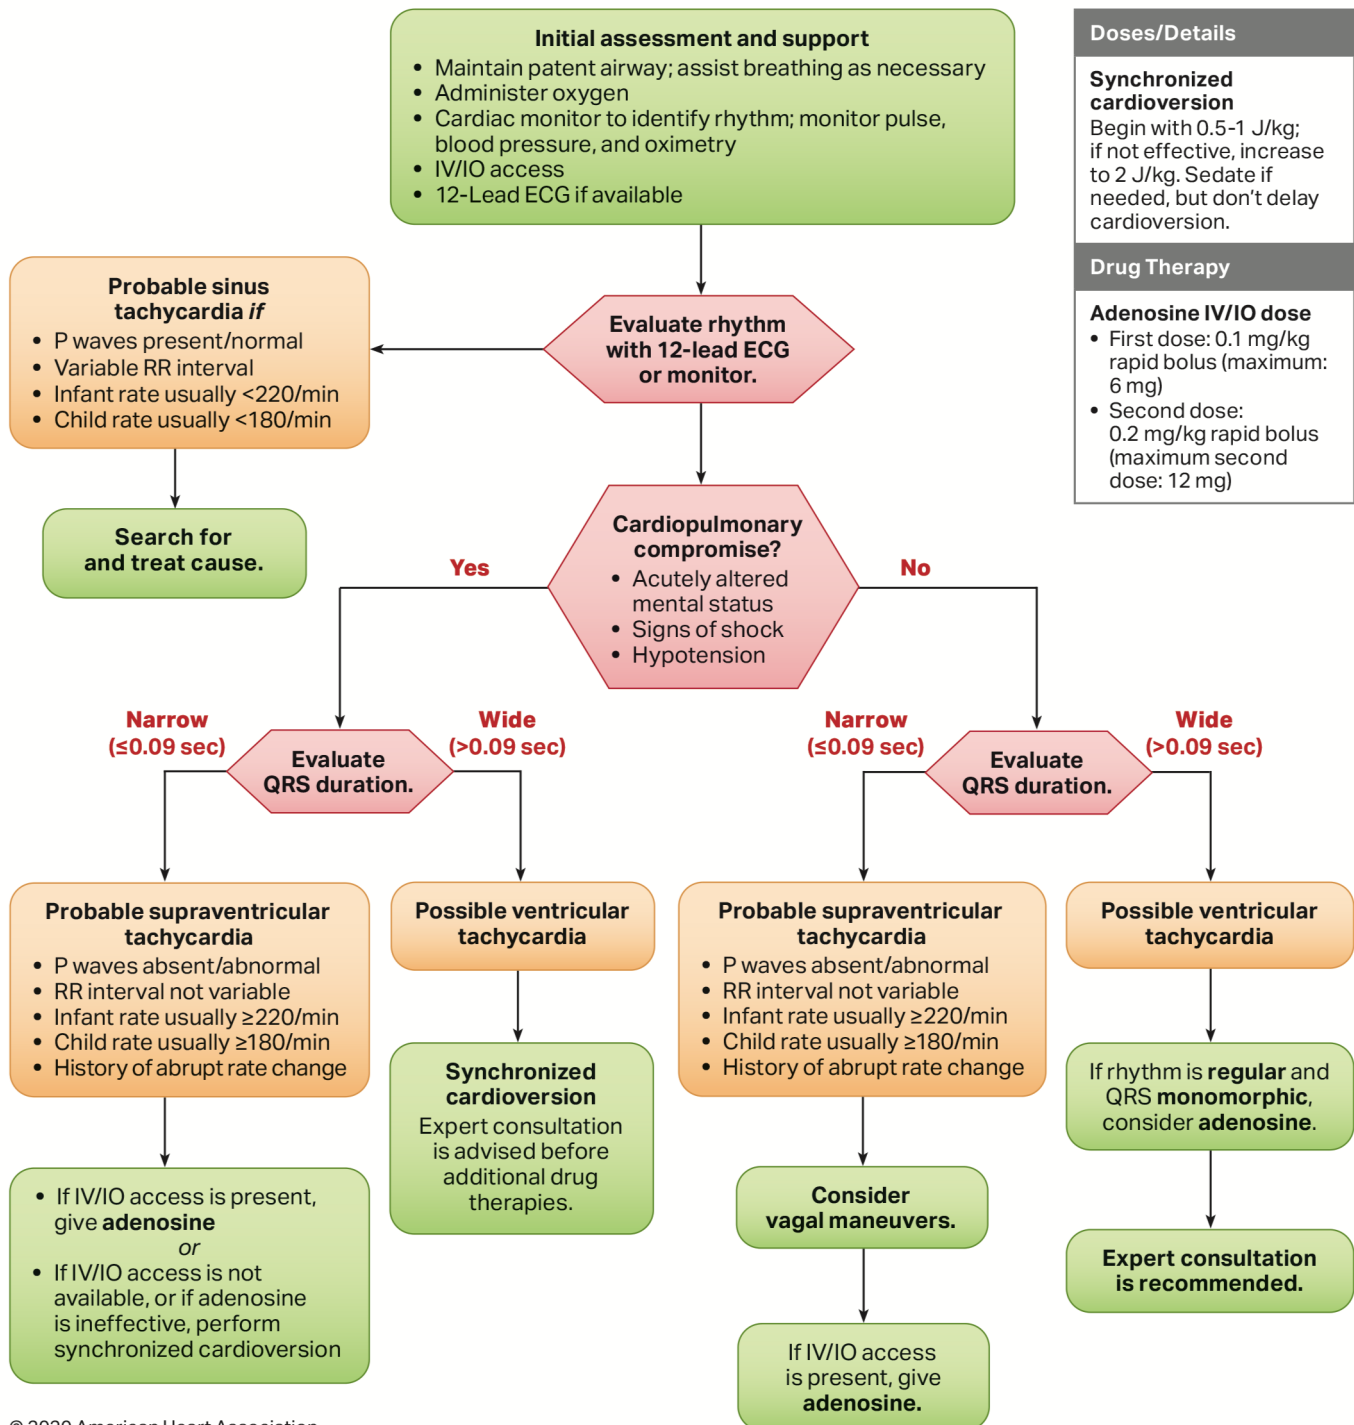 Initial assessment and support
• Maintain patent airway; assist breathing as necessary
• Administer oxygen
• Cardiac monitor to identify rhythm; monitor pulse,
blood pressure, and oximetry
• IV/IO access
• 12-Lead ECG if available
Doses/Details
Synchronized
cardioversion
Begin with 0.5-1 J/kg;
if not effective, increase
to 2 J/kg. Sedate if
needed, but don't delay
cardioversion.
Drug Therapy
Adenosine IV/IO dose
• First dose: 0.1 mg/kg
rapid bolus (maximum:
6 mg)
• Second dose:
0.2 mg/kg rapid bolus
(maximum second
dose: 12 mg)
Probable sinus
tachycardia if
• P waves present/normal
• Variable RR interval
• Infant rate usually <220/min
• Child rate usually <180/min
Evaluate rhythm
with 12-lead ECG
or monitor.
Search for
and treat cause.
Cardiopulmonary
compromise?
• Acutely altered
mental status
• Signs of shock
• Hypotension
Yes
No
Narrow
(≤0.09 sec)
Wide
(>0.09 sec)
Evaluate
QRS duration.
Narrow
(≤0.09 sec)
Wide
(>0.09 sec)
Evaluate
QRS duration.
Probable supraventricular
tachycardia
• P waves absent/abnormal
• RR interval not variable
• Infant rate usually ≥220/min
• Child rate usually ≥180/min
• History of abrupt rate change
Possible ventricular
tachycardia
Probable supraventricular
tachycardia
• P waves absent/abnormal
• RR interval not variable
• Infant rate usually ≥220/min
• Child rate usually ≥180/min
• History of abrupt rate change
Possible ventricular
tachycardia
• If IV/IO access is present,
give adenosine
or
• If IV/IO access is not
available, or if adenosine
is ineffective, perform
synchronized cardioversion
Synchronized
cardioversion
Expert consultation
is advised before
additional drug
therapies.
Consider
vagal maneuvers.
If IV/IO access
is present, give
adenosine.
If rhythm is regular and
QRS monomorphic,
consider adenosine.
Expert consultation
is recommended.
© 2020 American Heart Association